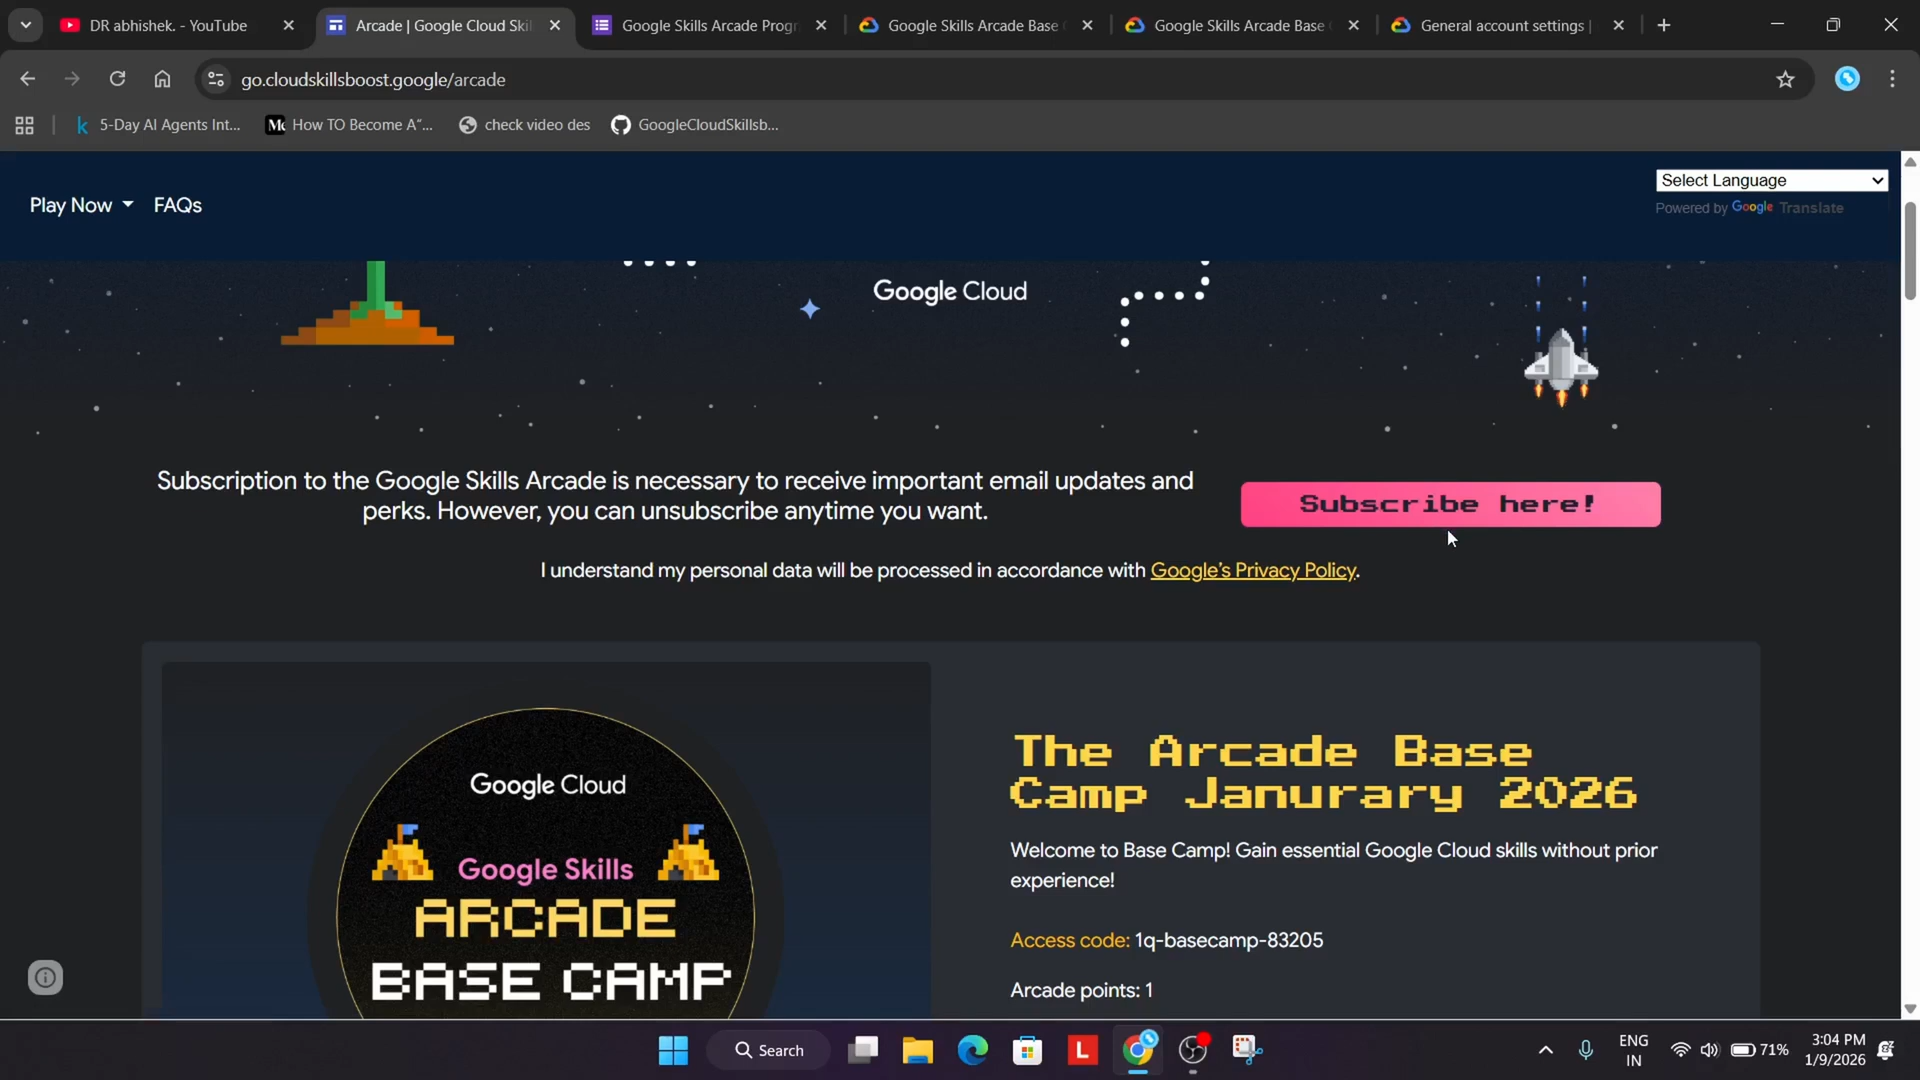 DR abhishek. - YouTube
Arcade | Google Cloud Skil
Google Skills Arcade Progr
Google Skills Arcade Base C
Google Skills Arcade Base C
General account settings |
go.cloudskillsboost.google/arcade
5-Day AI Agents Int...
How TO Become A“...
check video des
GoogleCloudSkillsb...
Play Now
FAQs
Select Language
Powered by Google Translate
Google Cloud
Subscription to the Google Skills Arcade is necessary to receive important email updates and
perks. However, you can unsubscribe anytime you want.
Subscribe here!
I understand my personal data will be processed in accordance with Google’s Privacy Policy.
Google Cloud
Google Skills
ARCADE
BASE CAMP
The Arcade Base
Camp Janurary 2026
Welcome to Base Camp! Gain essential Google Cloud skills without prior
experience!
Access code: 1q-basecamp-83205
Arcade points: 1
Search
L
ENG
IN
71%
3:04 PM
1/9/2026